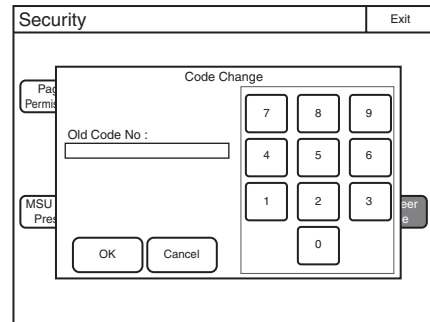 Security
Exit
Code Change
Old Code No :
7 8 9
4 5 6
1 2 3
0
OK Cancel
MSU